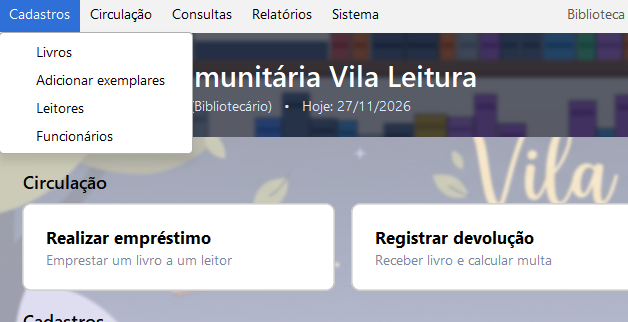 Cadastros Circulação Consultas Relatórios Sistema Biblioteca
Livros
Adicionar exemplares
Leitores
Funcionários
munitária Vila Leitura
(Bibliotecário) • Hoje: 27/11/2026
Vila
Circulação
Realizar empréstimo
Emprestar um livro a um leitor
Registrar devolução
Receber livro e calcular multa
Cadastros